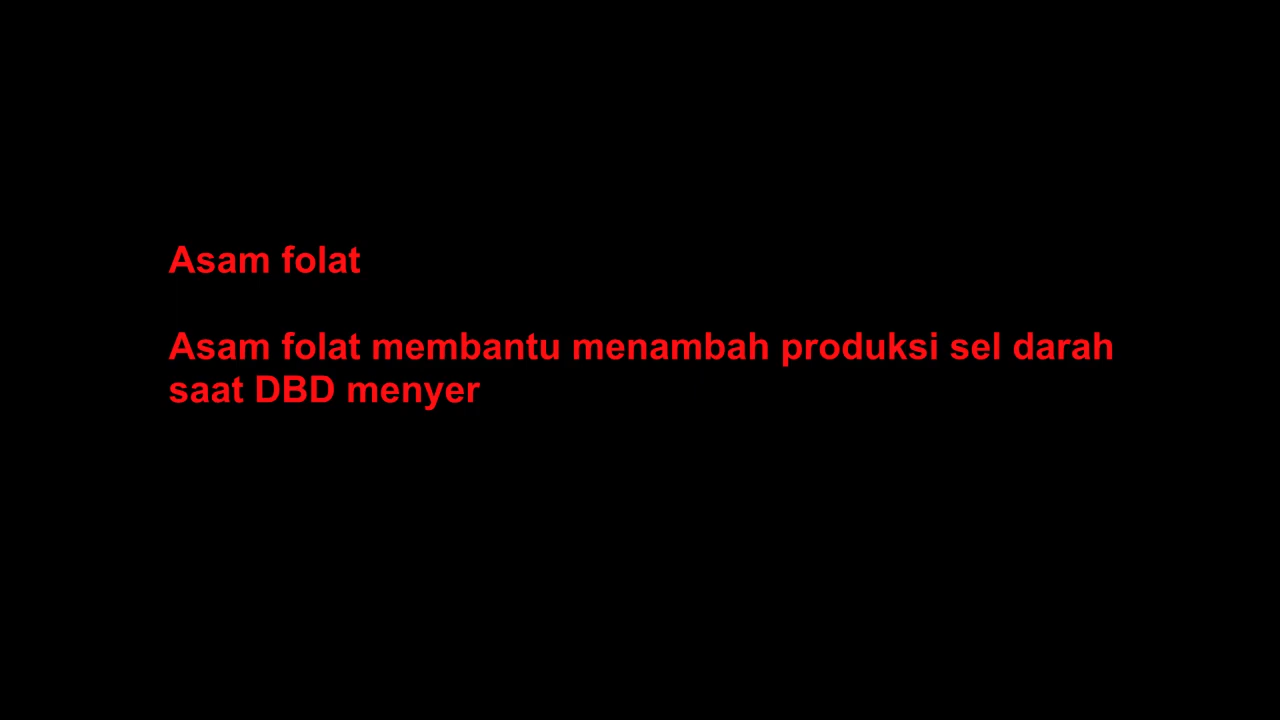 Asam folat
Asam folat membantu menambah produksi sel darah
saat DBD menyer